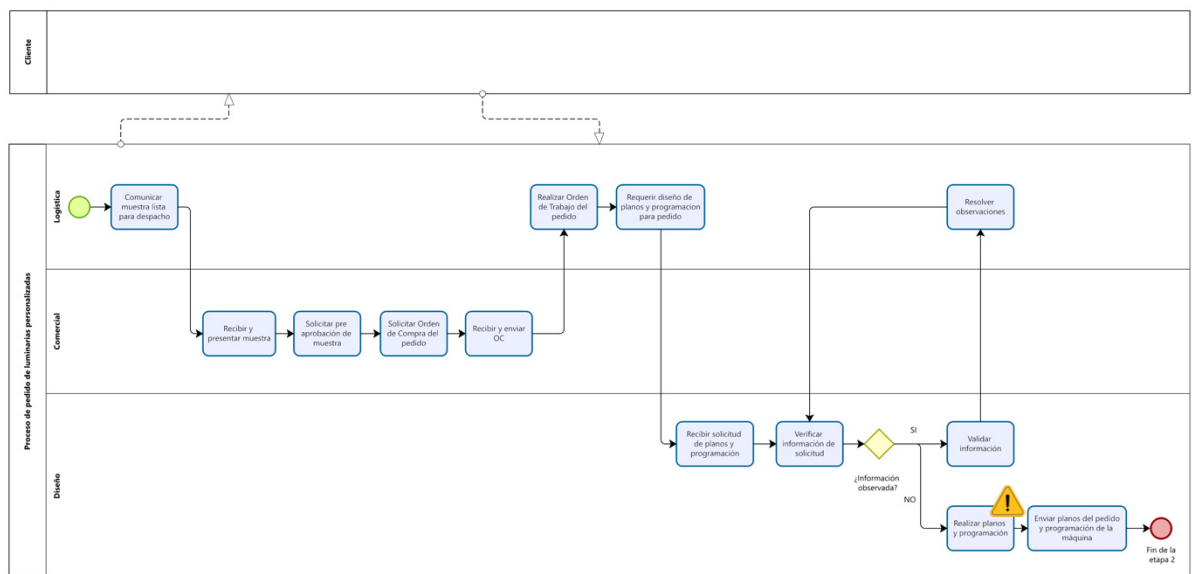 Cliente
Proceso de pedido de luminarias personalizadas
Logística
Comunicar
muestra lista
para despacho
Realizar Orden
de Trabajo del
pedido
Requerir diseño de
planos y programacion
para pedido
Resolver
observaciones
Comercial
Recibir y
presentar muestra
Solicitar pre
aprobación de
muestra
Solicitar Orden
de Compra del
pedido
Recibir y enviar
OC
Diseño
Recibir solicitud
de planos y
programación
Verificar
información de
solicitud
¿Información
observada?
SI
Validar
información
NO
Realizar planos
y programación
Enviar planos del pedido
y programación de la
máquina
Fin de la
etapa 2